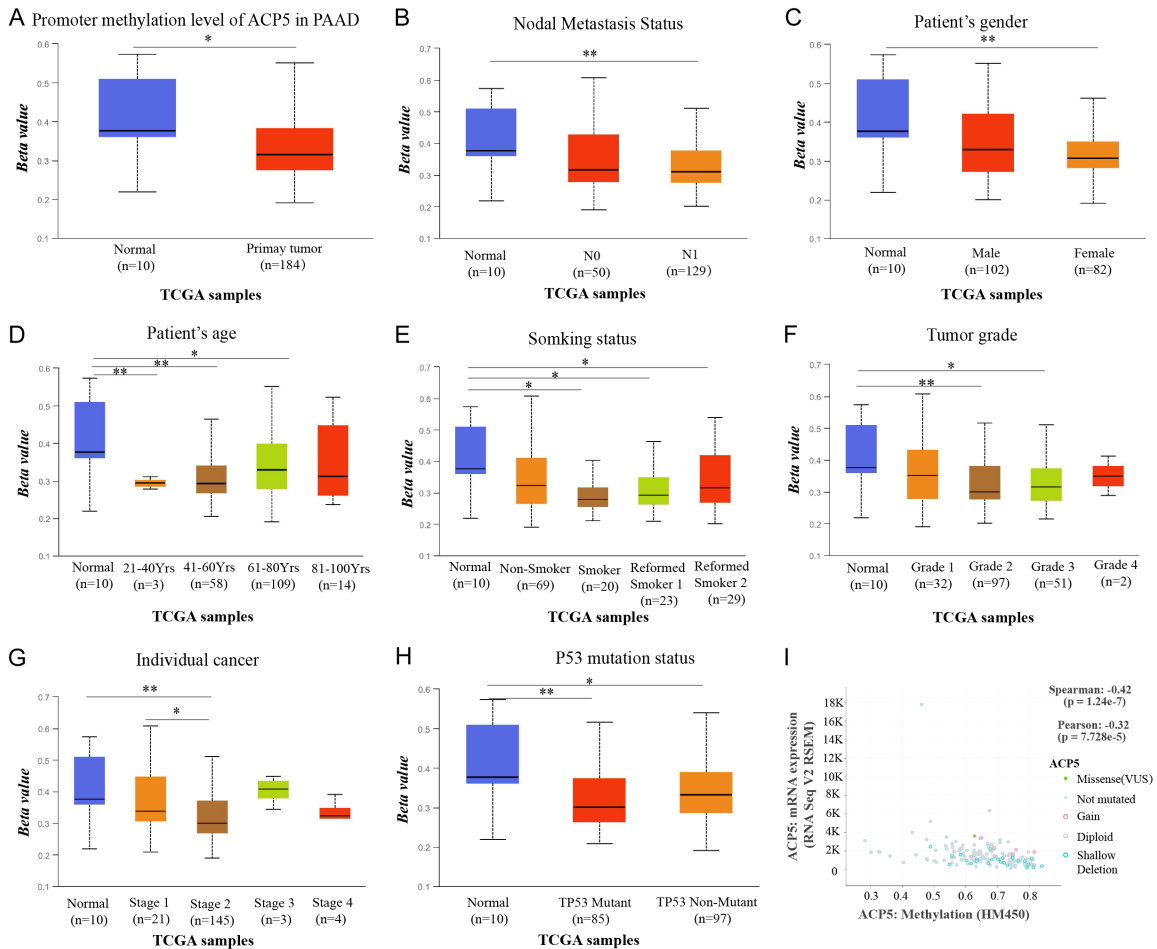 A Promoter methylation level of ACP5 in PAAD
*
0.6
0.5
0.4
0.3
0.2
0.1
Beta value
Normal
(n=10)
Primay tumor
(n=184)
TCGA samples
B Nodal Metastasis Status
**
0.7
0.6
0.5
0.4
0.3
0.2
0.1
Beta value
Normal
(n=10)
N0
(n=50)
N1
(n=129)
TCGA samples
C Patient's gender
**
0.6
0.5
0.4
0.3
0.2
0.1
Beta value
Normal
(n=10)
Male
(n=102)
Female
(n=82)
TCGA samples
D Patient's age
*
**
**
0.6
0.5
0.4
0.3
0.2
0.1
Beta value
Normal
(n=10)
21-40Yrs
(n=3)
41-60Yrs
(n=58)
61-80Yrs
(n=109)
81-100Yrs
(n=14)
TCGA samples
E Somking status
*
*
*
0.7
0.6
0.5
0.4
0.3
0.2
0.1
Beta value
Normal
(n=10)
Non-Smoker
(n=69)
Smoker
(n=20)
Reformed
Smoker 1
(n=23)
Reformed
Smoker 2
(n=29)
TCGA samples
F Tumor grade
*
**
0.7
0.6
0.5
0.4
0.3
0.2
0.1
Beta value
Normal
(n=10)
Grade 1
(n=32)
Grade 2
(n=97)
Grade 3
(n=51)
Grade 4
(n=2)
TCGA samples
G Individual cancer
**
*
0.7
0.6
0.5
0.4
0.3
0.2
0.1
Beta value
Normal
(n=10)
Stage 1
(n=21)
Stage 2
(n=145)
Stage 3
(n=3)
Stage 4
(n=4)
TCGA samples
H P53 mutation status
*
**
0.6
0.5
0.4
0.3
0.2
0.1
Beta value
Normal
(n=10)
TP53 Mutant
(n=85)
TP53 Non-Mutant
(n=97)
TCGA samples
I
Spearman: -0.42
(p = 1.24e-7)
Pearson: -0.32
(p = 7.728e-5)
ACP5
Missense(VUS)
Not mutated
Gain
Diploid
Shallow
Deletion
18K
16K
14K
12K
10K
8K
6K
4K
2K
0
ACP5: mRNA expression
(RNA Seq V2 RSEM)
0.3
0.4
0.5
0.6
0.7
0.8
ACP5: Methylation (HM450)